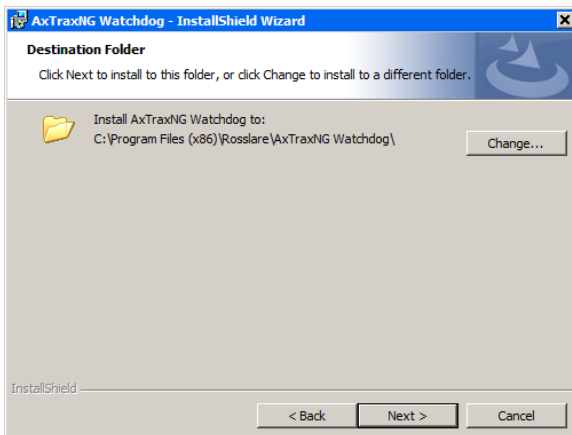 AxTraxNG Watchdog - InstallShield Wizard
Destination Folder
Click Next to install to this folder, or click Change to install to a different folder.
Install AxTraxNG Watchdog to:
C:\Program Files (x86)\Rosslare\AxTraxNG Watchdog\
Change...
InstallShield
< Back
Next >
Cancel